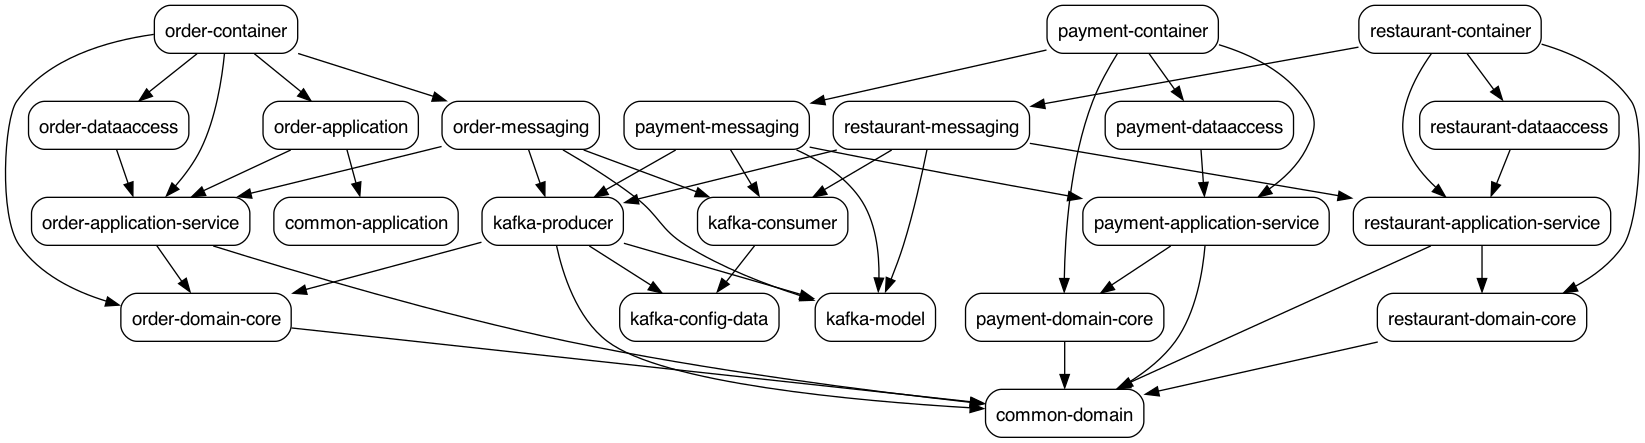 order-container
payment-container
restaurant-container
order-dataaccess
order-application
order-messaging
payment-messaging
restaurant-messaging
payment-dataaccess
restaurant-dataaccess
order-application-service
common-application
kafka-producer
kafka-consumer
payment-application-service
restaurant-application-service
order-domain-core
kafka-config-data
kafka-model
payment-domain-core
restaurant-domain-core
common-domain